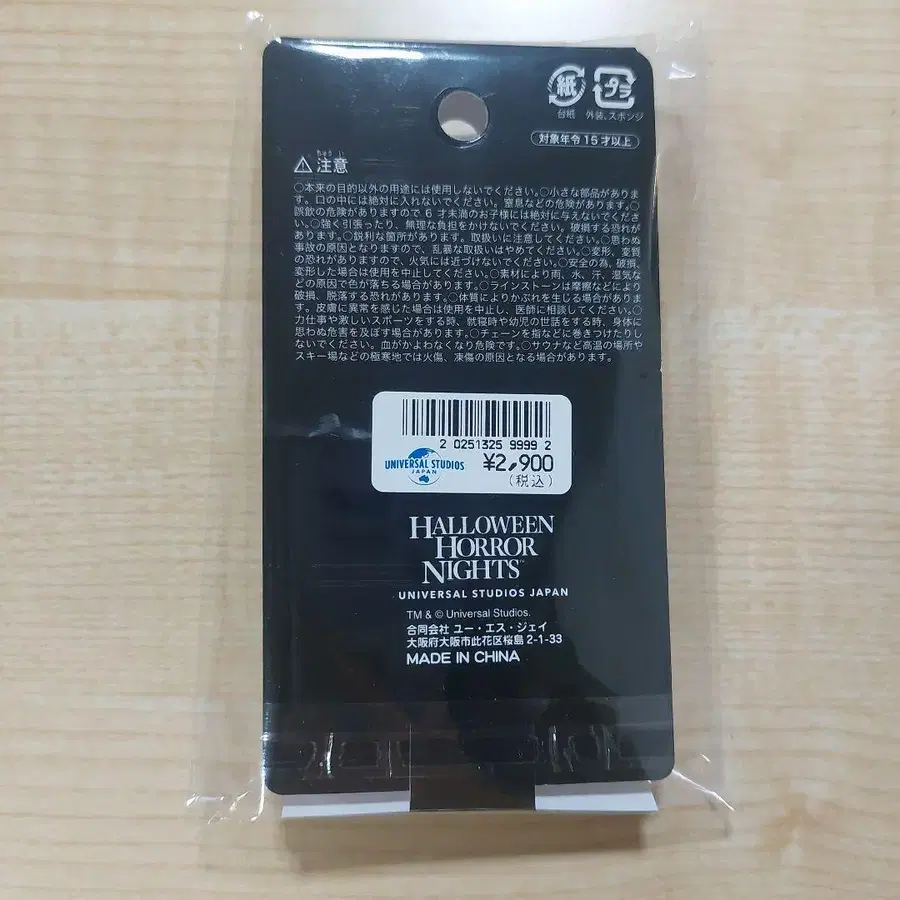 紙
プラ
台紙 外装、スポンジ
対象年令15才以上
ちゅうい
注意
○本来の目的以外の用途には使用しないでください。○小さな部品がありま
す。口の中には絶対に入れないでください。窒息などの危険があります。○
誤飲の危険がありますので6才未満のお子様には絶対に与えないでくださ
い。○強く引張ったり、無理な負担をかけないでください。破損する恐れが
あります。○鋭利な箇所があります。取扱いに注意してください。○思わぬ
事故の原因となりますので、乱暴な取扱いはやめてください。○変形、変質
の恐れがありますので、火気には近づけないでください。○安全の為、破損、
変形した場合は使用を中止してください。○素材により雨、水、汗、湿気な
どの原因で色が落ちる場合があります。○ラインストーンは摩擦などにより
破損、脱落する恐れがあります。○体質によりかぶれを生じる場合がありま
す。皮膚に異常を感じた場合は使用を中止し、医師に相談してください。○
力仕事や激しいスポーツをする時、就寝時や幼児の世話をする時、身体に
思わぬ危害を及ぼす場合があります。○チェーンを指などに巻きつけたりし
ないでください。血がかよわなくなり危険です。○サウナなど高温の場所や
スキー場などの極寒地では火傷、凍傷の原因となる場合があります。
2 0251325 9999 2
UNIVERSAL STUDIOS
JAPAN
¥2,900
(税込)
HALLOWEEN
HORROR
NIGHTS™
UNIVERSAL STUDIOS JAPAN
TM & © Universal Studios.
合同会社 ユー・エス・ジェイ
大阪府大阪市此花区桜島2-1-33
MADE IN CHINA